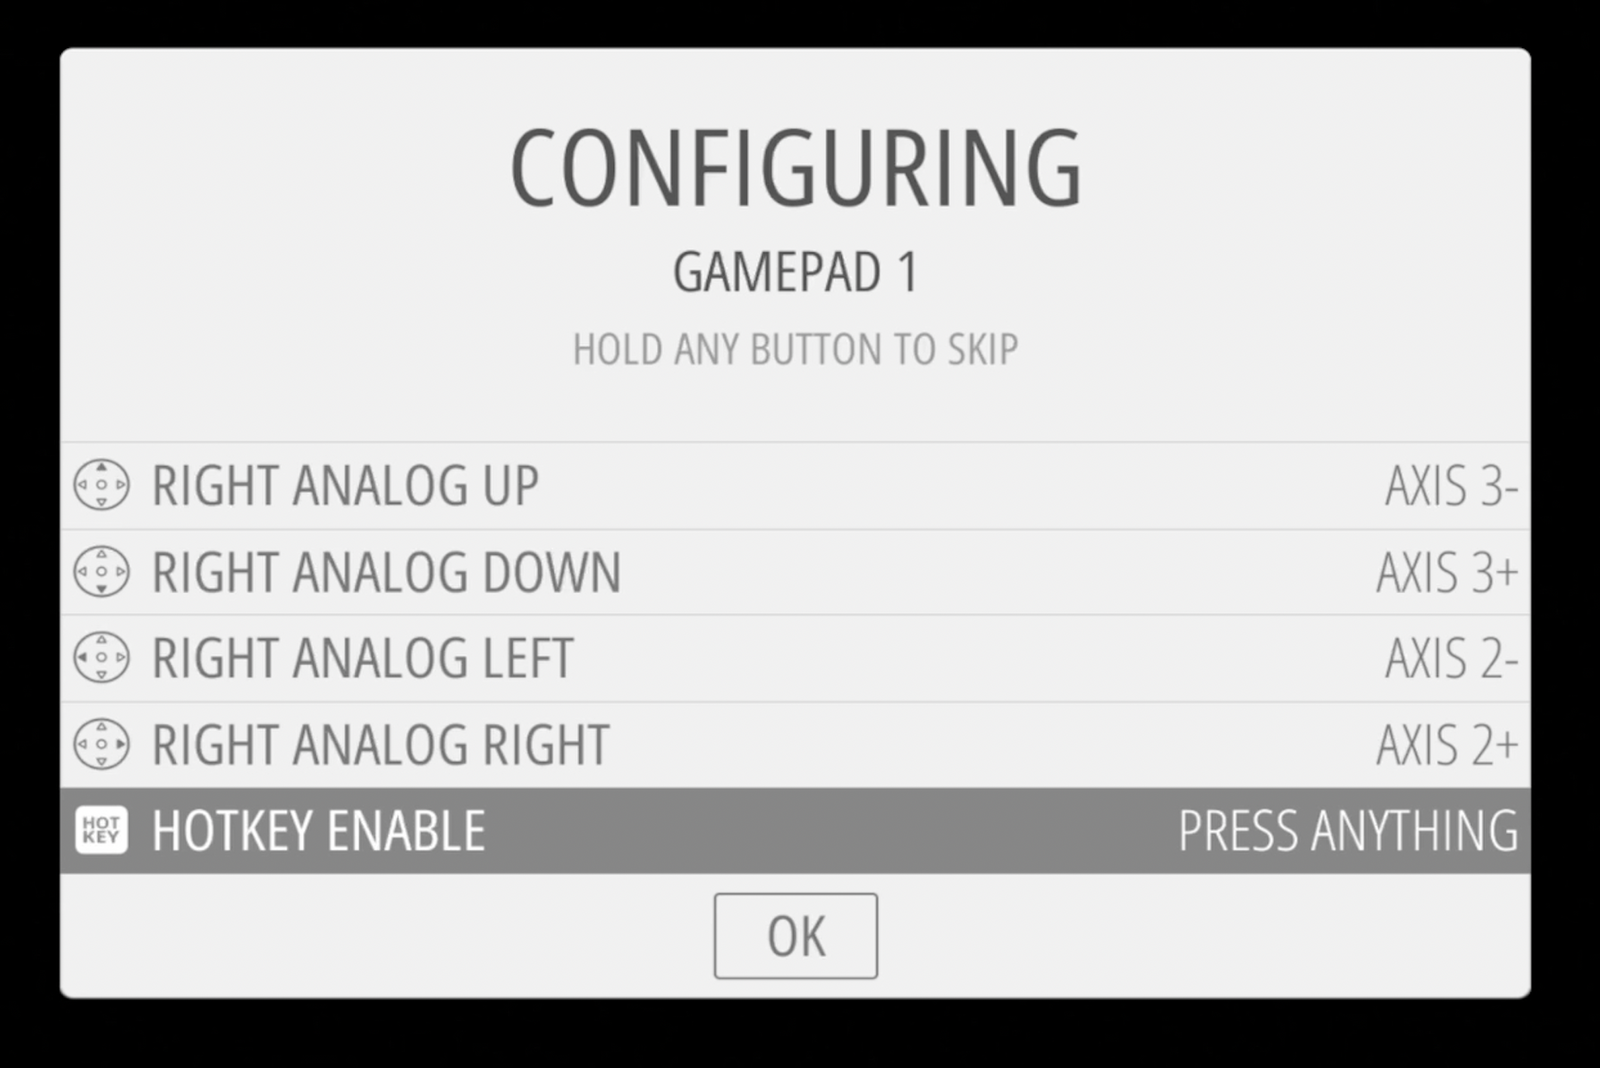 CONFIGURING
GAMEPAD 1
HOLD ANY BUTTON TO SKIP
RIGHT ANALOG UP AXIS 3-
RIGHT ANALOG DOWN AXIS 3+
RIGHT ANALOG LEFT AXIS 2-
RIGHT ANALOG RIGHT AXIS 2+
HOT
KEY
HOTKEY ENABLE PRESS ANYTHING
OK